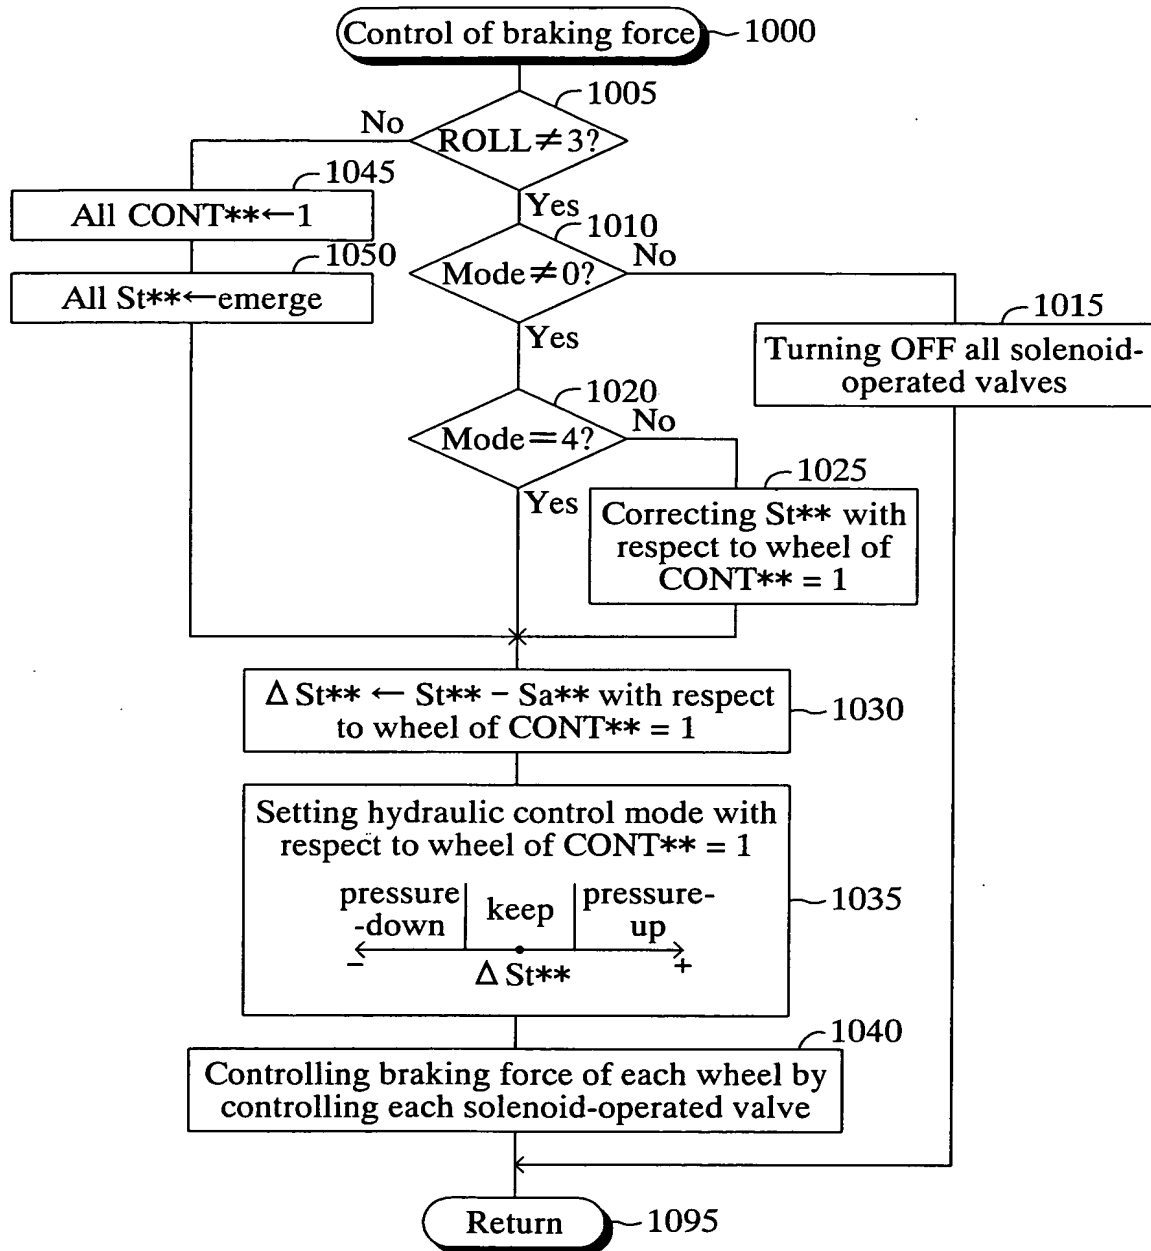 Control of braking force
1000
1005
No
ROLL≠3?
1045
All CONT**←1
Yes
1010
Mode≠0?
No
1050
All St**←emerge
Yes
1015
Turning OFF all solenoid-
operated valves
1020
Mode=4?
No
Yes
1025
Correcting St** with
respect to wheel of
CONT** = 1
Δ St** ← St** − Sa** with respect
to wheel of CONT** = 1
1030
Setting hydraulic control mode with
respect to wheel of CONT** = 1
pressure
-down
keep
pressure-
up
1035
−
+
Δ St**
1040
Controlling braking force of each wheel by
controlling each solenoid-operated valve
Return
1095